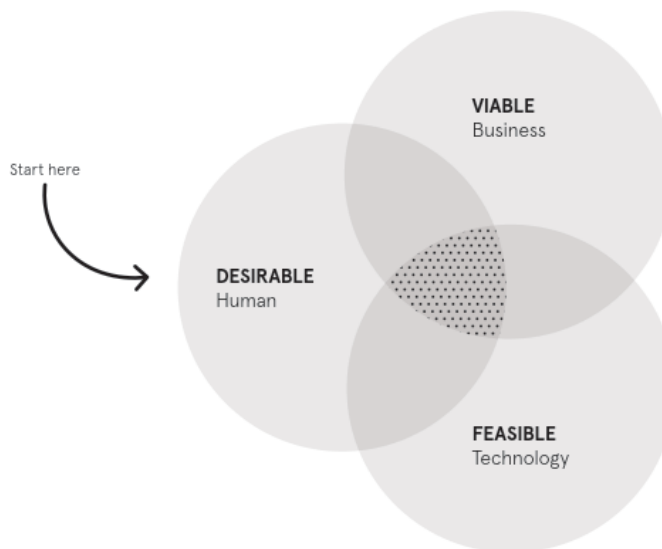 Start here
VIABLE
Business
DESIRABLE
Human
FEASIBLE
Technology